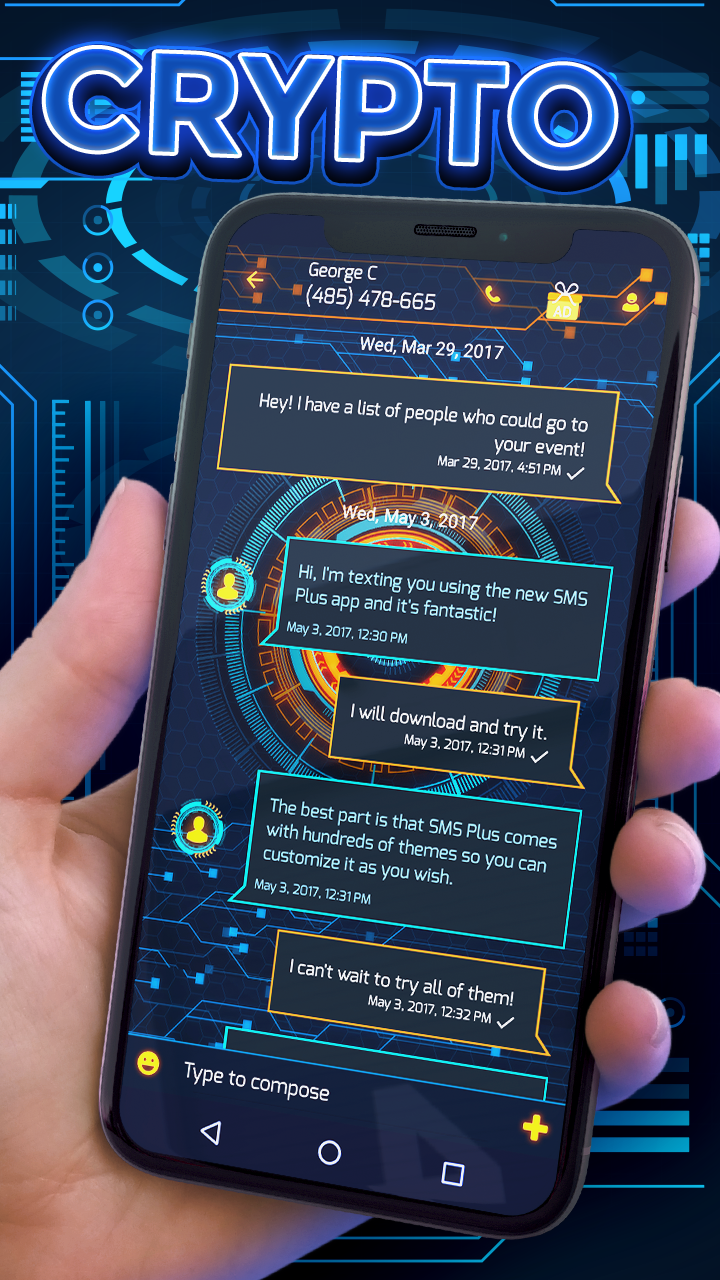 CRYPTO
George C
(485) 478-665
AD
Wed, Mar 29, 2017
Hey! I have a list of people who could go to
your event!
Mar 29, 2017, 4:51 PM
Wed, May 3, 2017
Hi, I'm texting you using the new SMS
Plus app and it's fantastic!
May 3, 2017, 12:30 PM
I will download and try it.
May 3, 2017, 12:31 PM
The best part is that SMS Plus comes
with hundreds of themes so you can
customize it as you wish.
May 3, 2017, 12:31 PM
I can't wait to try all of them!
May 3, 2017, 12:32 PM
Type to compose